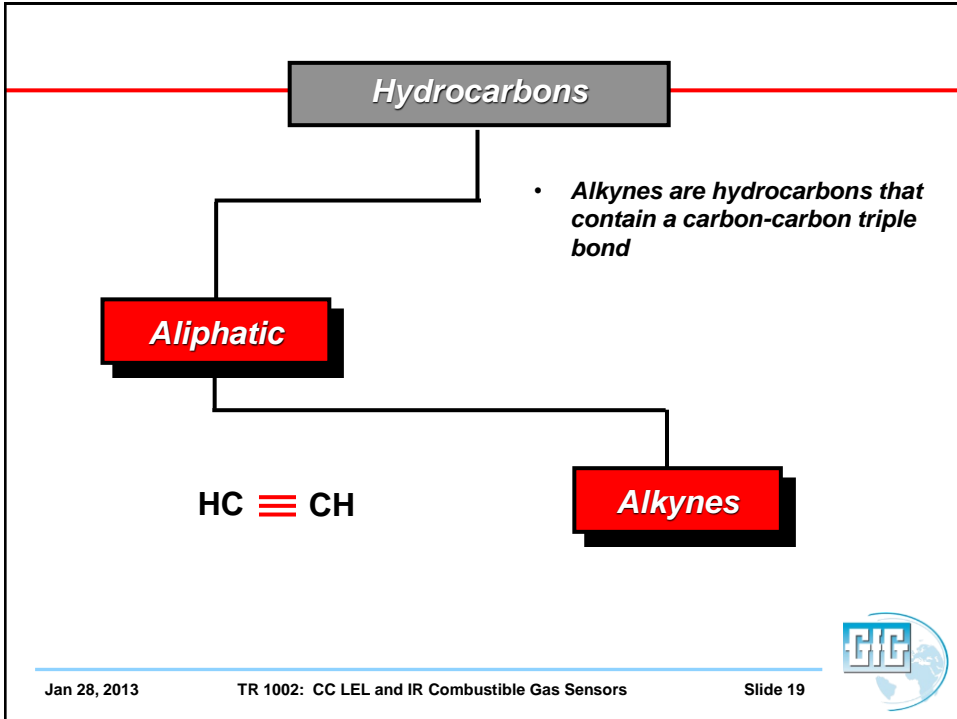 Hydrocarbons
• Alkynes are hydrocarbons that
contain a carbon-carbon triple
bond
Aliphatic
HC ≡ CH
Alkynes
GfG
Jan 28, 2013 TR 1002: CC LEL and IR Combustible Gas Sensors Slide 19